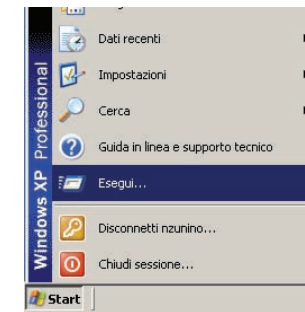 Dati recenti
Impostazioni
Cerca
Guida in linea e supporto tecnico
Esegui...
Disconnetti nzunino...
Chiudi sessione...
Windows XP Professional
Start